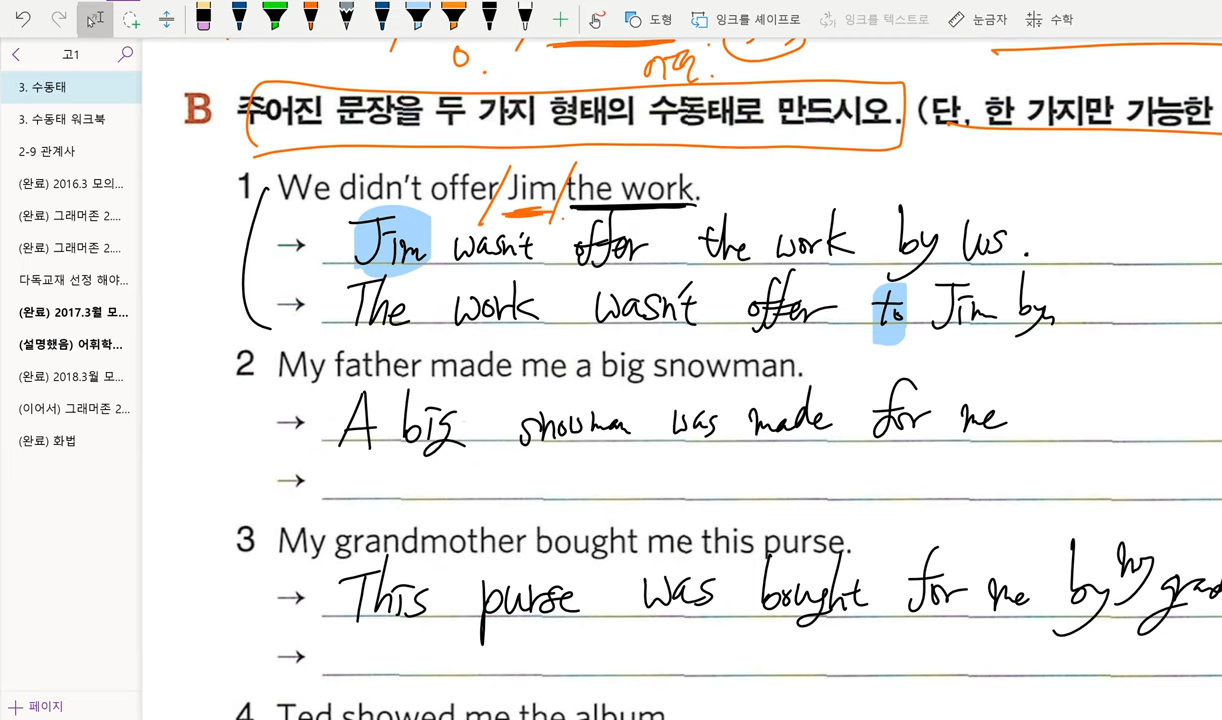 도형 잉크를 셰이프로 잉크를 텍스트로 눈금자 수학
고1
3. 수동태
3. 수동태 워크북
2-9 관계사
(완료) 2016.3 모의...
(완료) 그래머존 2....
(완료) 그래머존 2....
다독교재 선정 해야...
(완료) 2017.3월 모...
(설명했음) 어휘학...
(완료) 2018.3월 모...
(이어서) 그래머존 2...
(완료) 화법
페이지
B 주어진 문장을 두 가지 형태의 수동태로 만드시오. (단, 한 가지만 가능한
1 We didn't offer Jim the work.
→ Jim wasn't offer the work by us.
→ The work wasn't offer to Jim by
2 My father made me a big snowman.
→ A big snowman was made for me
→
3 My grandmother bought me this purse.
→ This purse was bought for me by my grand
→
4 Ted showed me the album.